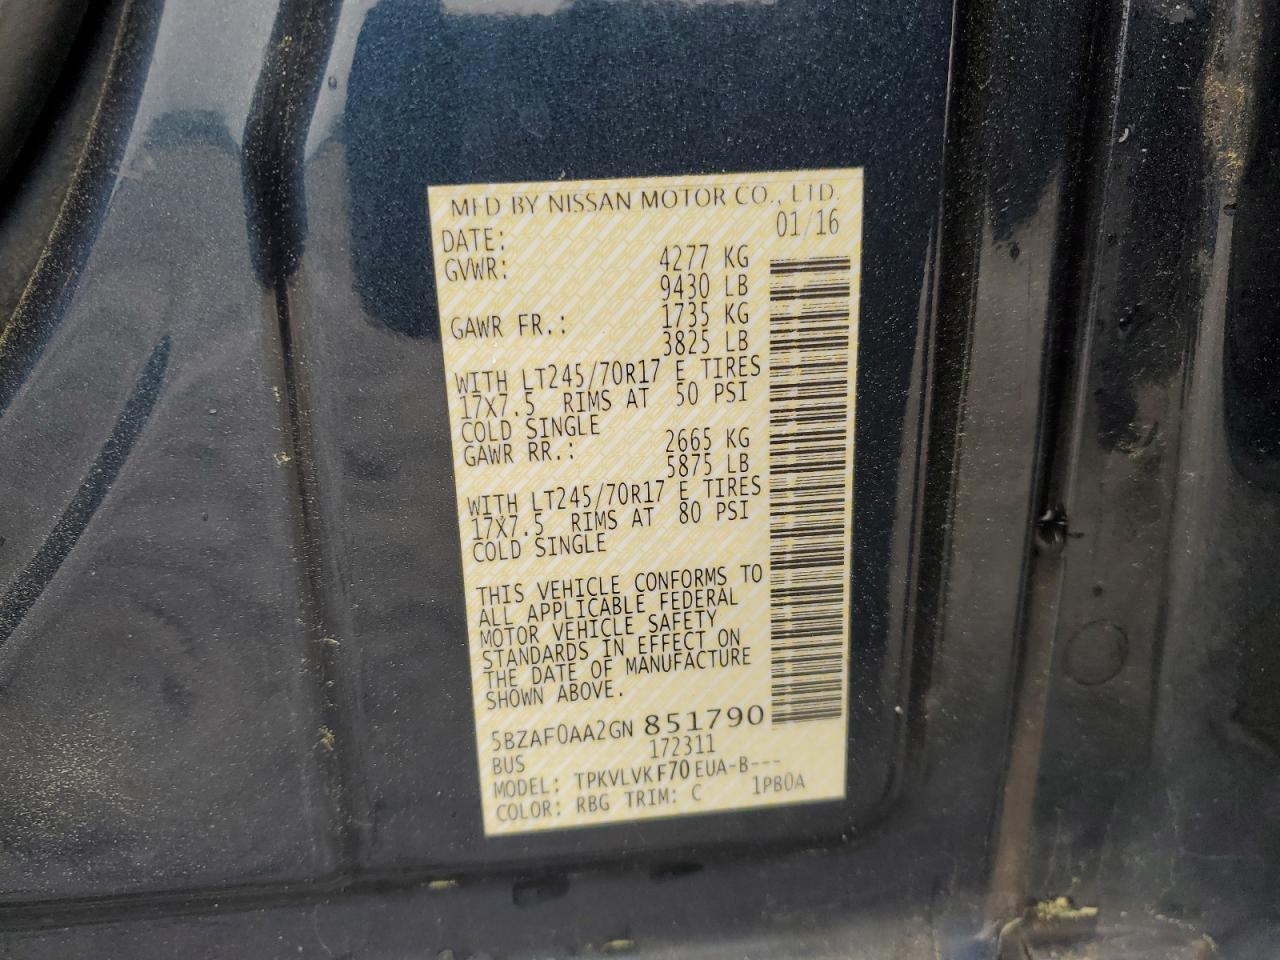 MFD BY NISSAN MOTOR CO., LTD.
DATE: 01/16
GVWR: 4277 KG
9430 LB
GAWR FR.: 1735 KG
3825 LB
WITH LT245/70R17 E TIRES
17X7.5 RIMS AT 50 PSI
COLD SINGLE
GAWR RR.: 2665 KG
5875 LB
WITH LT245/70R17 E TIRES
17X7.5 RIMS AT 80 PSI
COLD SINGLE
THIS VEHICLE CONFORMS TO
ALL APPLICABLE FEDERAL
MOTOR VEHICLE SAFETY
STANDARDS IN EFFECT ON
THE DATE OF MANUFACTURE
SHOWN ABOVE.
5BZAF0AA2GN 851790
BUS 172311
MODEL: TPKVLVKF70EUA-B---
COLOR: RBG TRIM: C 1PB0A